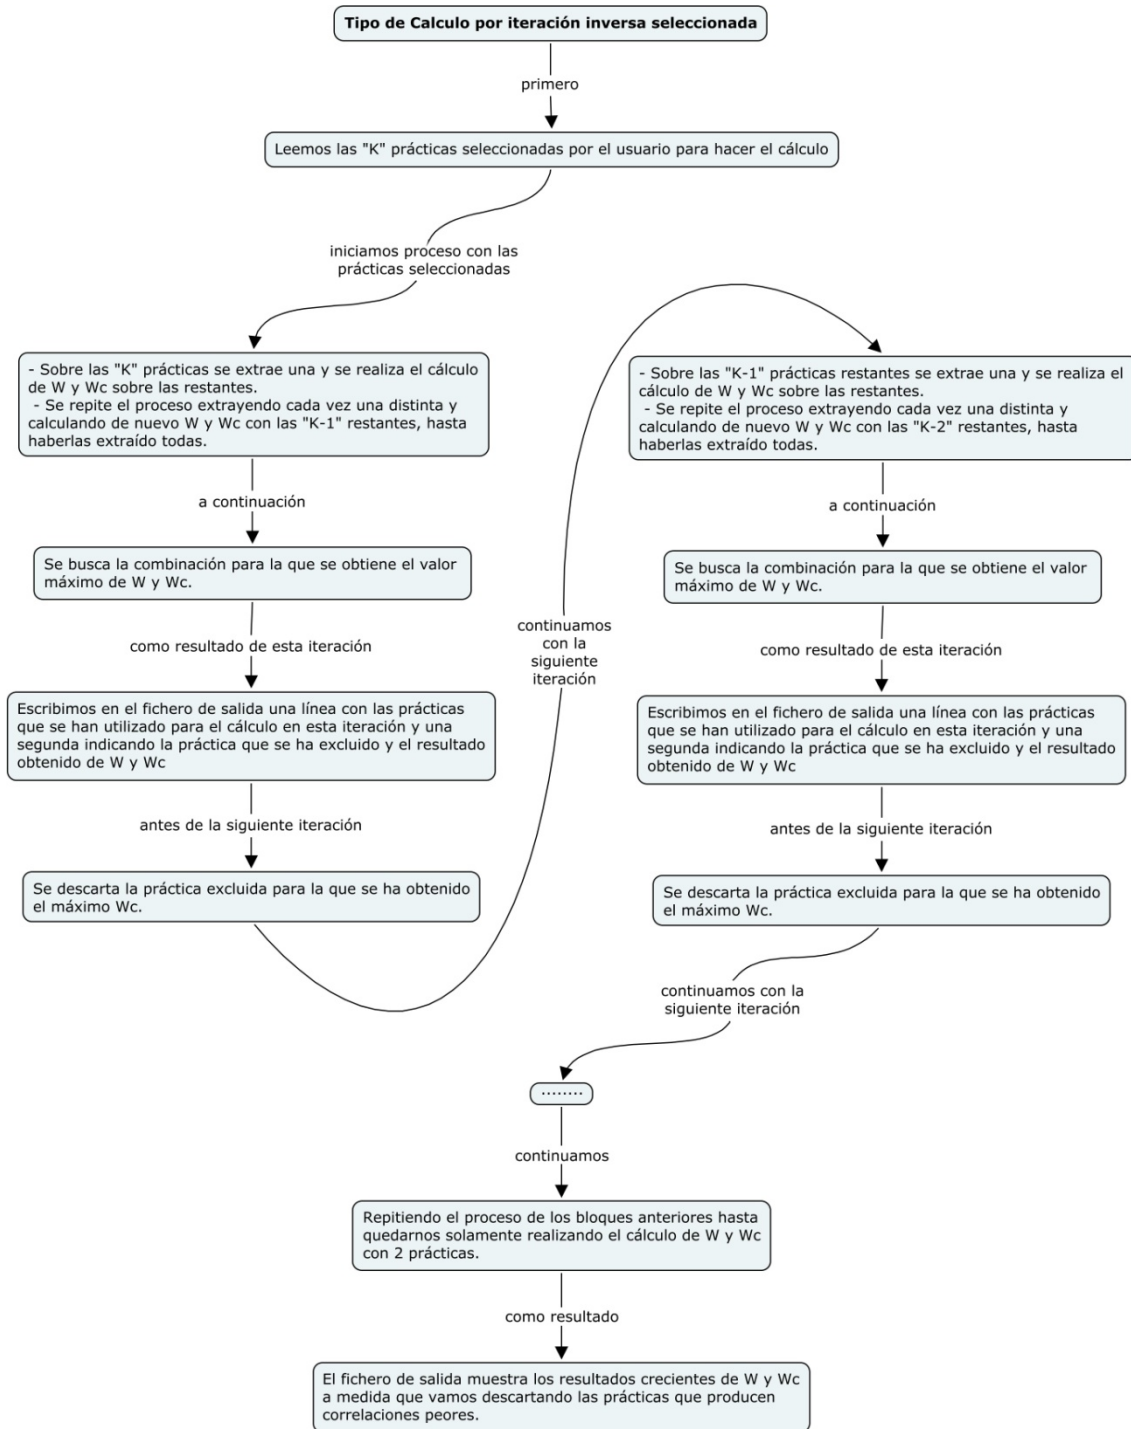 Tipo de Calculo por iteración inversa seleccionada
primero
Leemos las "K" prácticas seleccionadas por el usuario para hacer el cálculo
iniciamos proceso con las
prácticas seleccionadas
- Sobre las "K" prácticas se extrae una y se realiza el cálculo
de W y Wc sobre las restantes.
- Se repite el proceso extrayendo cada vez una distinta y
calculando de nuevo W y Wc con las "K-1" restantes, hasta
haberlas extraído todas.
a continuación
Se busca la combinación para la que se obtiene el valor
máximo de W y Wc.
como resultado de esta iteración
Escribimos en el fichero de salida una línea con las prácticas
que se han utilizado para el cálculo en esta iteración y una
segunda indicando la práctica que se ha excluido y el resultado
obtenido de W y Wc
antes de la siguiente iteración
Se descarta la práctica excluida para la que se ha obtenido
el máximo Wc.
continuamos
con la
siguiente
iteración
- Sobre las "K-1" prácticas restantes se extrae una y se realiza el
cálculo de W y Wc sobre las restantes.
- Se repite el proceso extrayendo cada vez una distinta y
calculando de nuevo W y Wc con las "K-2" restantes, hasta
haberlas extraído todas.
a continuación
Se busca la combinación para la que se obtiene el valor
máximo de W y Wc.
como resultado de esta iteración
Escribimos en el fichero de salida una línea con las prácticas
que se han utilizado para el cálculo en esta iteración y una
segunda indicando la práctica que se ha excluido y el resultado
obtenido de W y Wc
antes de la siguiente iteración
Se descarta la práctica excluida para la que se ha obtenido
el máximo Wc.
continuamos con la
siguiente iteración
........
continuamos
Repitiendo el proceso de los bloques anteriores hasta
quedarnos solamente realizando el cálculo de W y Wc
con 2 prácticas.
como resultado
El fichero de salida muestra los resultados crecientes de W y Wc
a medida que vamos descartando las prácticas que producen
correlaciones peores.